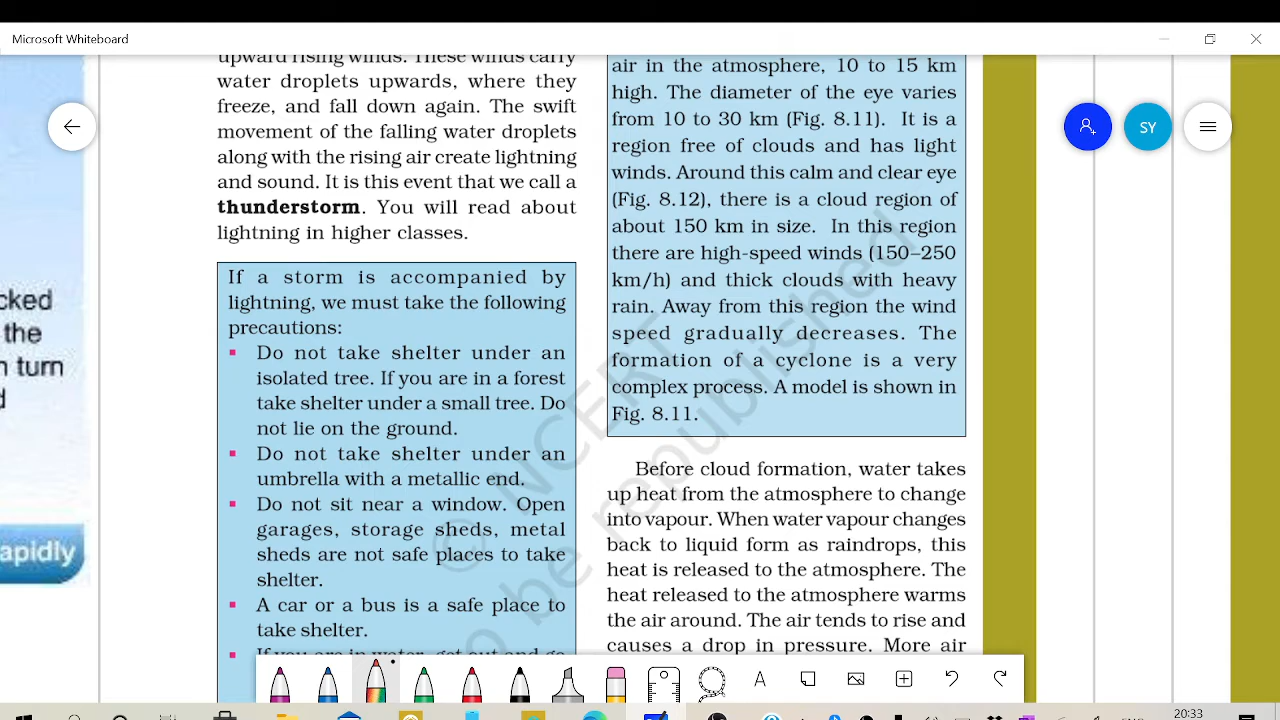 Microsoft Whiteboard
cked
the
n turn
d
apidly
upward rising winds. These winds carry
water droplets upwards, where they
freeze, and fall down again. The swift
movement of the falling water droplets
along with the rising air create lightning
and sound. It is this event that we call a
thunderstorm. You will read about
lightning in higher classes.
If a storm is accompanied by
lightning, we must take the following
precautions:
▪ Do not take shelter under an
isolated tree. If you are in a forest
take shelter under a small tree. Do
not lie on the ground.
▪ Do not take shelter under an
umbrella with a metallic end.
▪ Do not sit near a window. Open
garages, storage sheds, metal
sheds are not safe places to take
shelter.
▪ A car or a bus is a safe place to
take shelter.
▪ If you are in water, get out and go
air in the atmosphere, 10 to 15 km
high. The diameter of the eye varies
from 10 to 30 km (Fig. 8.11). It is a
region free of clouds and has light
winds. Around this calm and clear eye
(Fig. 8.12), there is a cloud region of
about 150 km in size. In this region
there are high-speed winds (150–250
km/h) and thick clouds with heavy
rain. Away from this region the wind
speed gradually decreases. The
formation of a cyclone is a very
complex process. A model is shown in
Fig. 8.11.
Before cloud formation, water takes
up heat from the atmosphere to change
into vapour. When water vapour changes
back to liquid form as raindrops, this
heat is released to the atmosphere. The
heat released to the atmosphere warms
the air around. The air tends to rise and
causes a drop in pressure. More air
© NCERT
o be republished
SY
A
20:33